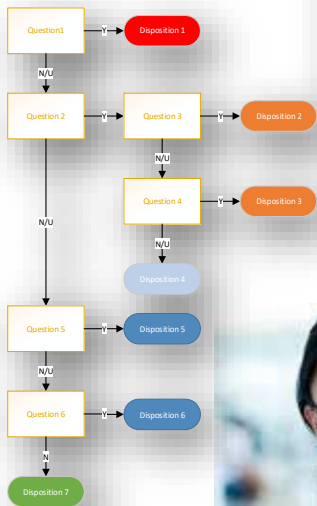 Question1
Y
Disposition 1
N/U
Question 2
Y
Question 3
Y
Disposition 2
N/U
Question 4
Y
Disposition 3
N/U
N/U
Disposition 4
Question 5
Y
Disposition 5
N/U
Question 6
Y
Disposition 6
N
Disposition 7